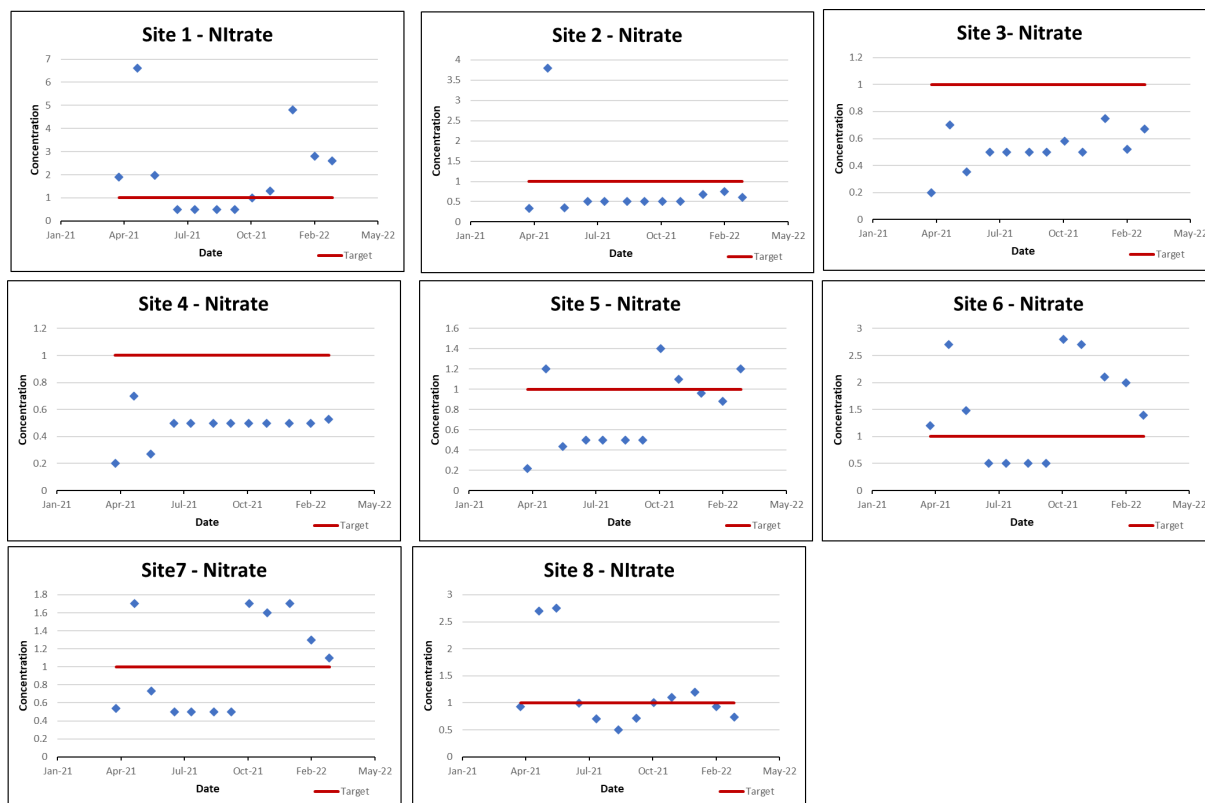 Site 1 - NItrate
Concentration
7
6
5
4
3
2
1
0
Jan-21 Apr-21 Jul-21 Oct-21 Feb-22 May-22
Date
Target
Site 2 - Nitrate
Concentration
4
3.5
3
2.5
2
1.5
1
0.5
0
Jan-21 Apr-21 Jul-21 Oct-21 Feb-22 May-22
Date
Target
Site 3- Nitrate
Concentration
1.2
1
0.8
0.6
0.4
0.2
0
Jan-21 Apr-21 Jul-21 Oct-21 Feb-22 May-22
Date
Target
Site 4 - Nitrate
Concentration
1.2
1
0.8
0.6
0.4
0.2
0
Jan-21 Apr-21 Jul-21 Oct-21 Feb-22 May-22
Date
Target
Site 5 - Nitrate
Concentration
1.6
1.4
1.2
1
0.8
0.6
0.4
0.2
0
Jan-21 Apr-21 Jul-21 Oct-21 Feb-22 May-22
Date
Target
Site 6 - Nitrate
Concentration
3
2.5
2
1.5
1
0.5
0
Jan-21 Apr-21 Jul-21 Oct-21 Feb-22 May-22
Date
Target
Site7 - Nitrate
Concentration
1.8
1.6
1.4
1.2
1
0.8
0.6
0.4
0.2
0
Jan-21 Apr-21 Jul-21 Oct-21 Feb-22 May-22
Date
Target
Site 8 - NItrate
Concentration
3
2.5
2
1.5
1
0.5
0
Jan-21 Apr-21 Jul-21 Oct-21 Feb-22 May-22
Date
Target